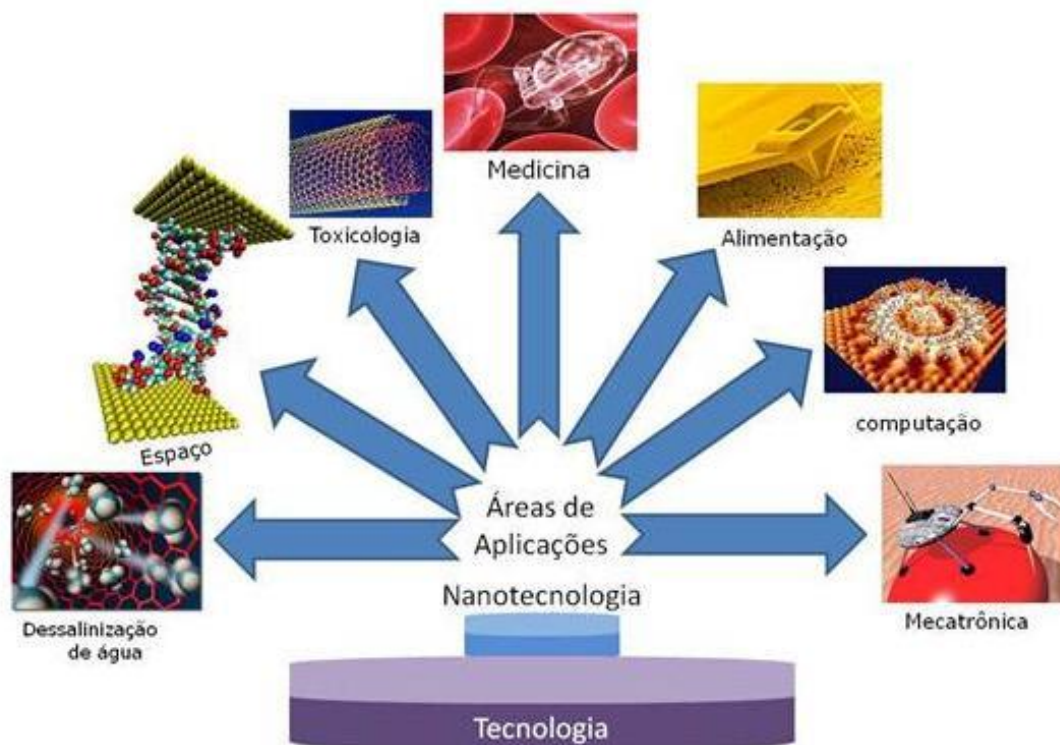 Medicina
Toxicologia
Alimentação
Espaço
computação
Áreas de
Aplicações
Dessalinização
de água
Nanotecnologia
Mecatrônica
Tecnologia